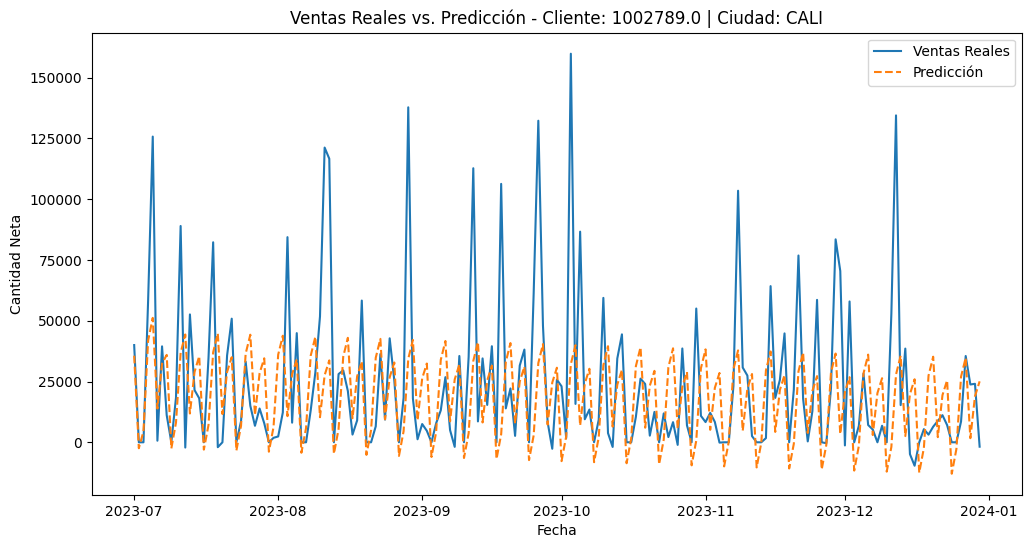 Ventas Reales vs. Predicción - Cliente: 1002789.0 | Ciudad: CALI
Ventas Reales
Predicción
150000
125000
100000
75000
50000
25000
0
Cantidad Neta
2023-07
2023-08
2023-09
2023-10
2023-11
2023-12
2024-01
Fecha